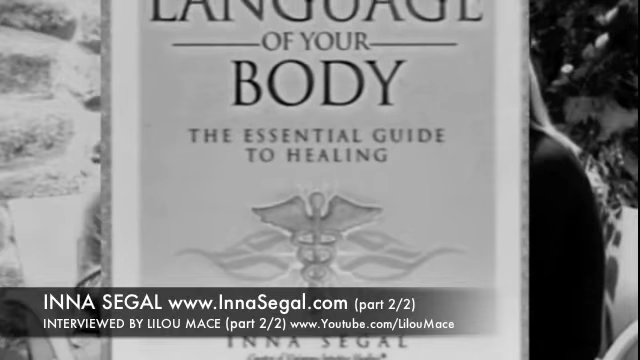 LANGUAGE
OF YOUR
BODY
THE ESSENTIAL GUIDE
TO HEALING
INNA SEGAL www.InnaSegal.com (part 2/2)
INTERVIEWED BY LILOU MACE (part 2/2) www.Youtube.com/LilouMace
INNA SEGAL